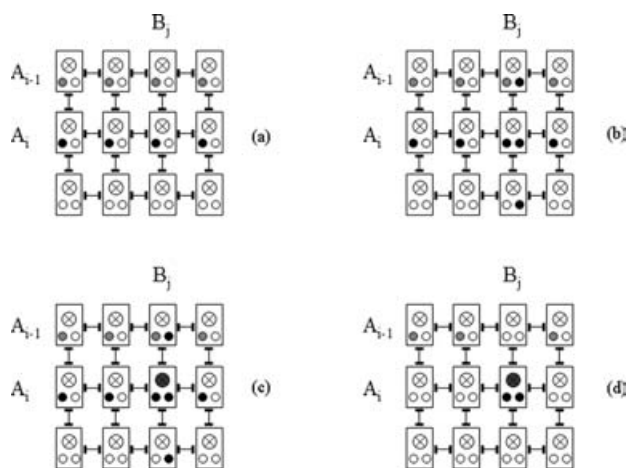 B_j
B_j
A_{i-1}
A_{i-1}
A_i
(a)
A_i
(b)
B_j
B_j
A_{i-1}
A_{i-1}
A_i
(c)
A_i
(d)